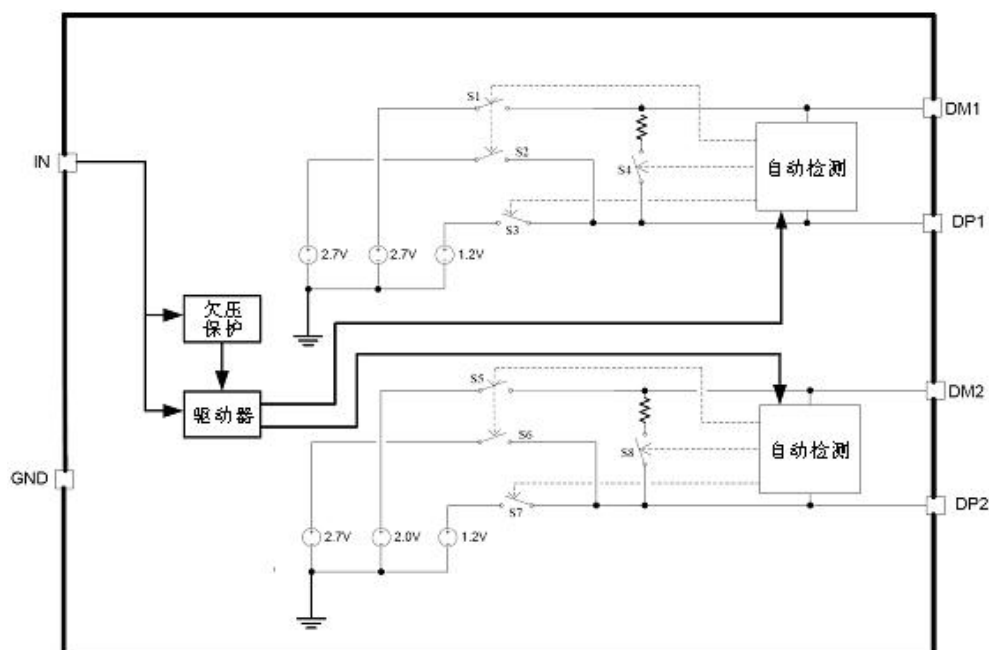 S1
DM1
IN
S2
S4
自动检测
DP1
S3
2.7V
2.7V
1.2V
欠压
保护
驱动器
S5
DM2
S6
S8
自动检测
GND
S7
DP2
2.7V
2.0V
1.2V